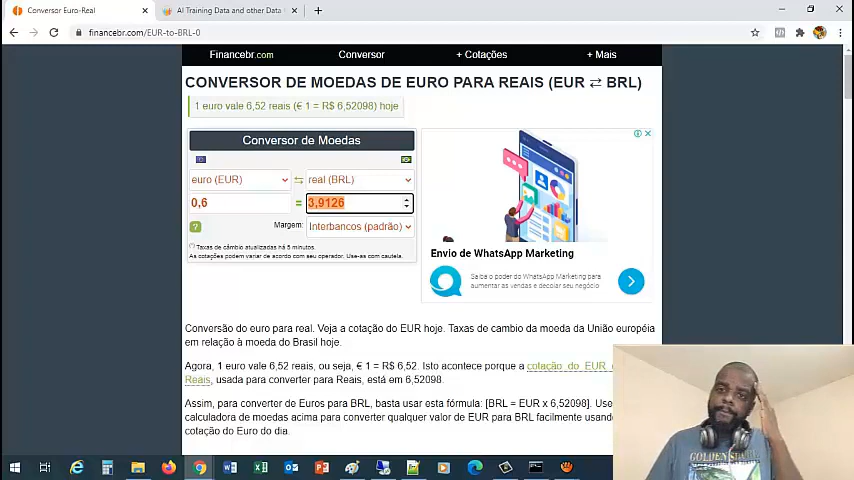 Conversor Euro-Real
AI Training Data and other Data
financebr.com/EUR-to-BRL-0
Financebr.com
Conversor
+ Cotações
+ Mais
CONVERSOR DE MOEDAS DE EURO PARA REAIS (EUR ⇄ BRL)
1 euro vale 6,52 reais (€ 1 = R$ 6,52098) hoje
Conversor de Moedas
euro (EUR)
real (BRL)
0,6
=
3,9126
?
Margem:
Interbancos (padrão)
(*) Taxas de câmbio atualizadas há 5 minutos.
As cotações podem variar de acordo com seu operador. Use-as com cautela.
Envio de WhatsApp Marketing
Saiba o poder do WhatsApp Marketing para
aumentar as vendas e decolar seu negócio
Conversão do euro para real. Veja a cotação do EUR hoje. Taxas de cambio da moeda da União européia
em relação à moeda do Brasil hoje.
Agora, 1 euro vale 6,52 reais, ou seja, € 1 = R$ 6,52. Isto acontece porque a cotação do EUR
Reais, usada para converter para Reais, está em 6,52098.
Assim, para converter de Euros para BRL, basta usar esta fórmula: [BRL = EUR x 6,52098]. Use
calculadora de moedas acima para converter qualquer valor de EUR para BRL facilmente usando
cotação do Euro do dia.
GOLDEN